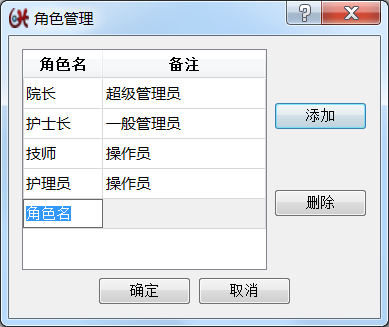 角色管理
角色名 备注
院长 超级管理员
护士长 一般管理员
添加
技师 操作员
护理员 操作员
删除
角色名
确定 取消